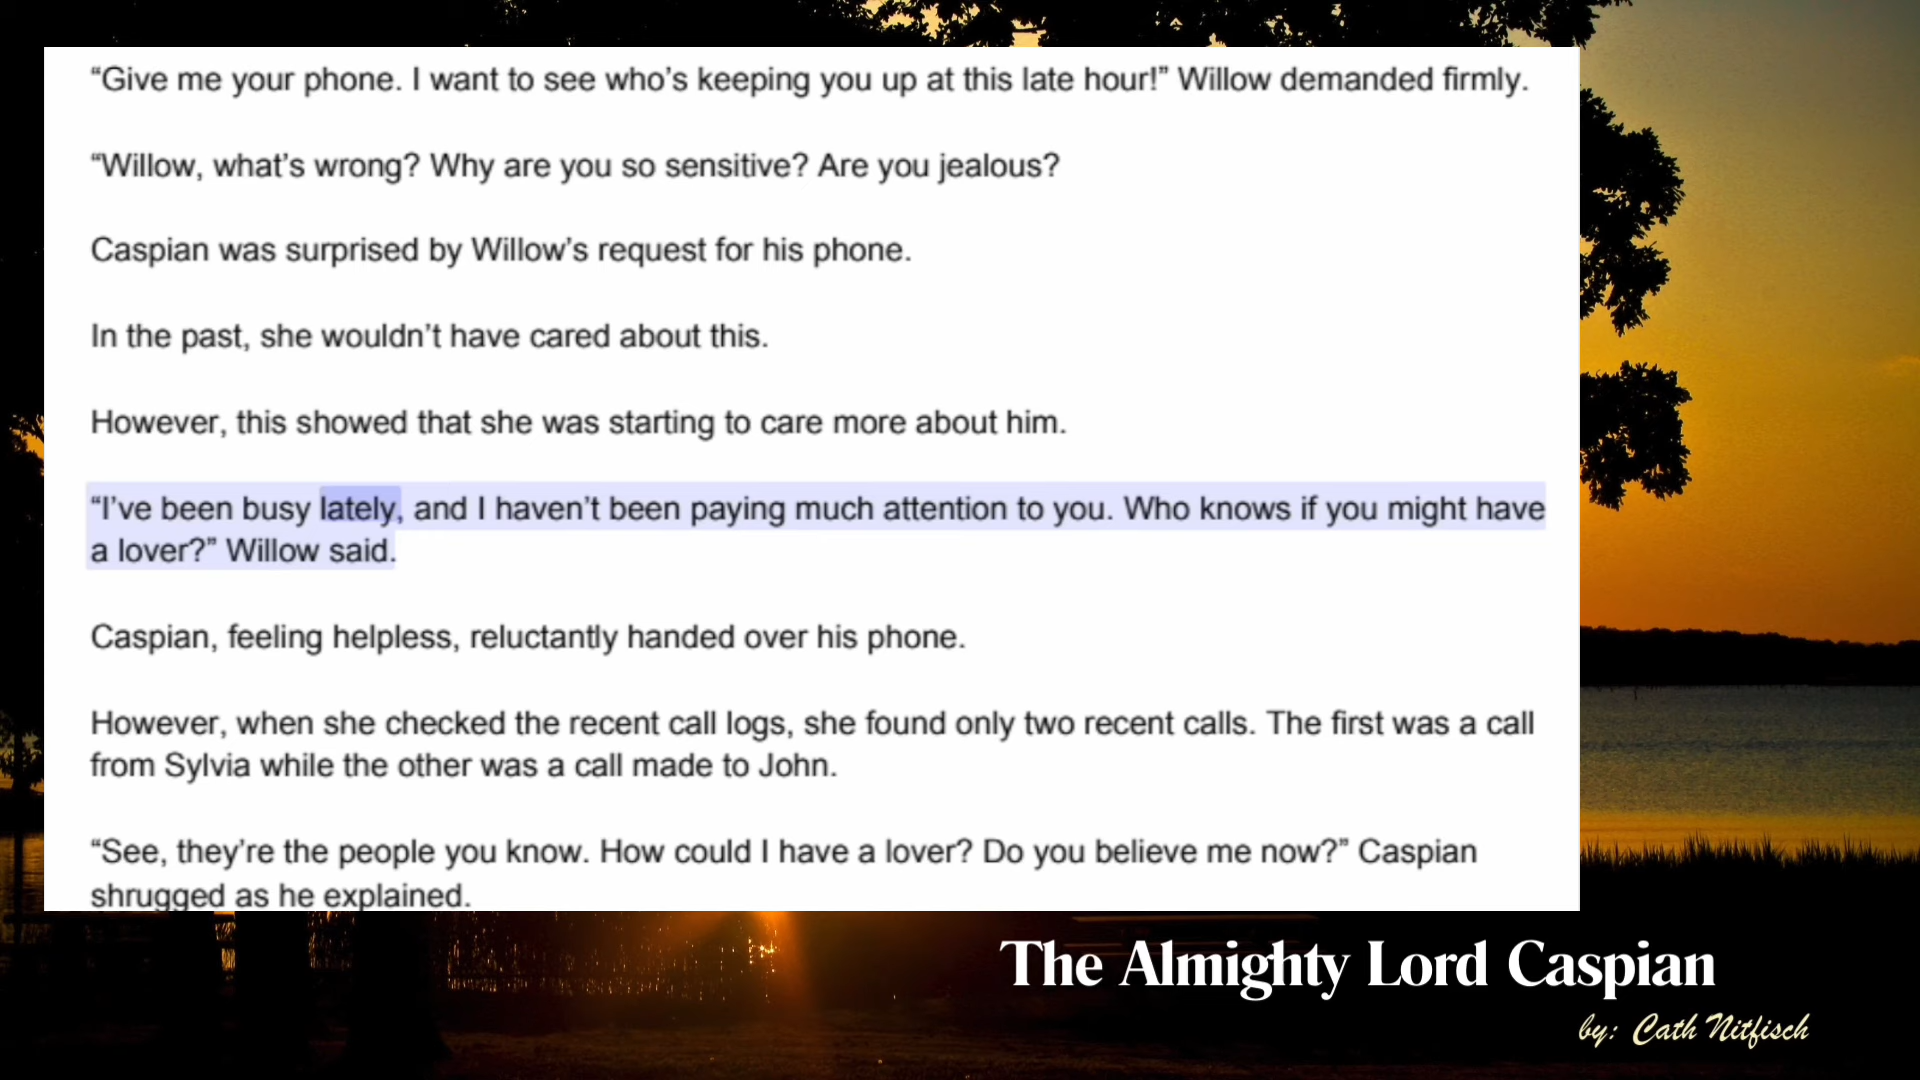 “Give me your phone. I want to see who’s keeping you up at this late hour!” Willow demanded firmly.
“Willow, what’s wrong? Why are you so sensitive? Are you jealous?
Caspian was surprised by Willow’s request for his phone.
In the past, she wouldn’t have cared about this.
However, this showed that she was starting to care more about him.
“I’ve been busy lately, and I haven’t been paying much attention to you. Who knows if you might have
a lover?” Willow said.
Caspian, feeling helpless, reluctantly handed over his phone.
However, when she checked the recent call logs, she found only two recent calls. The first was a call
from Sylvia while the other was a call made to John.
“See, they’re the people you know. How could I have a lover? Do you believe me now?” Caspian
shrugged as he explained.
The Almighty Lord Caspian
by: Cath Nitfisch